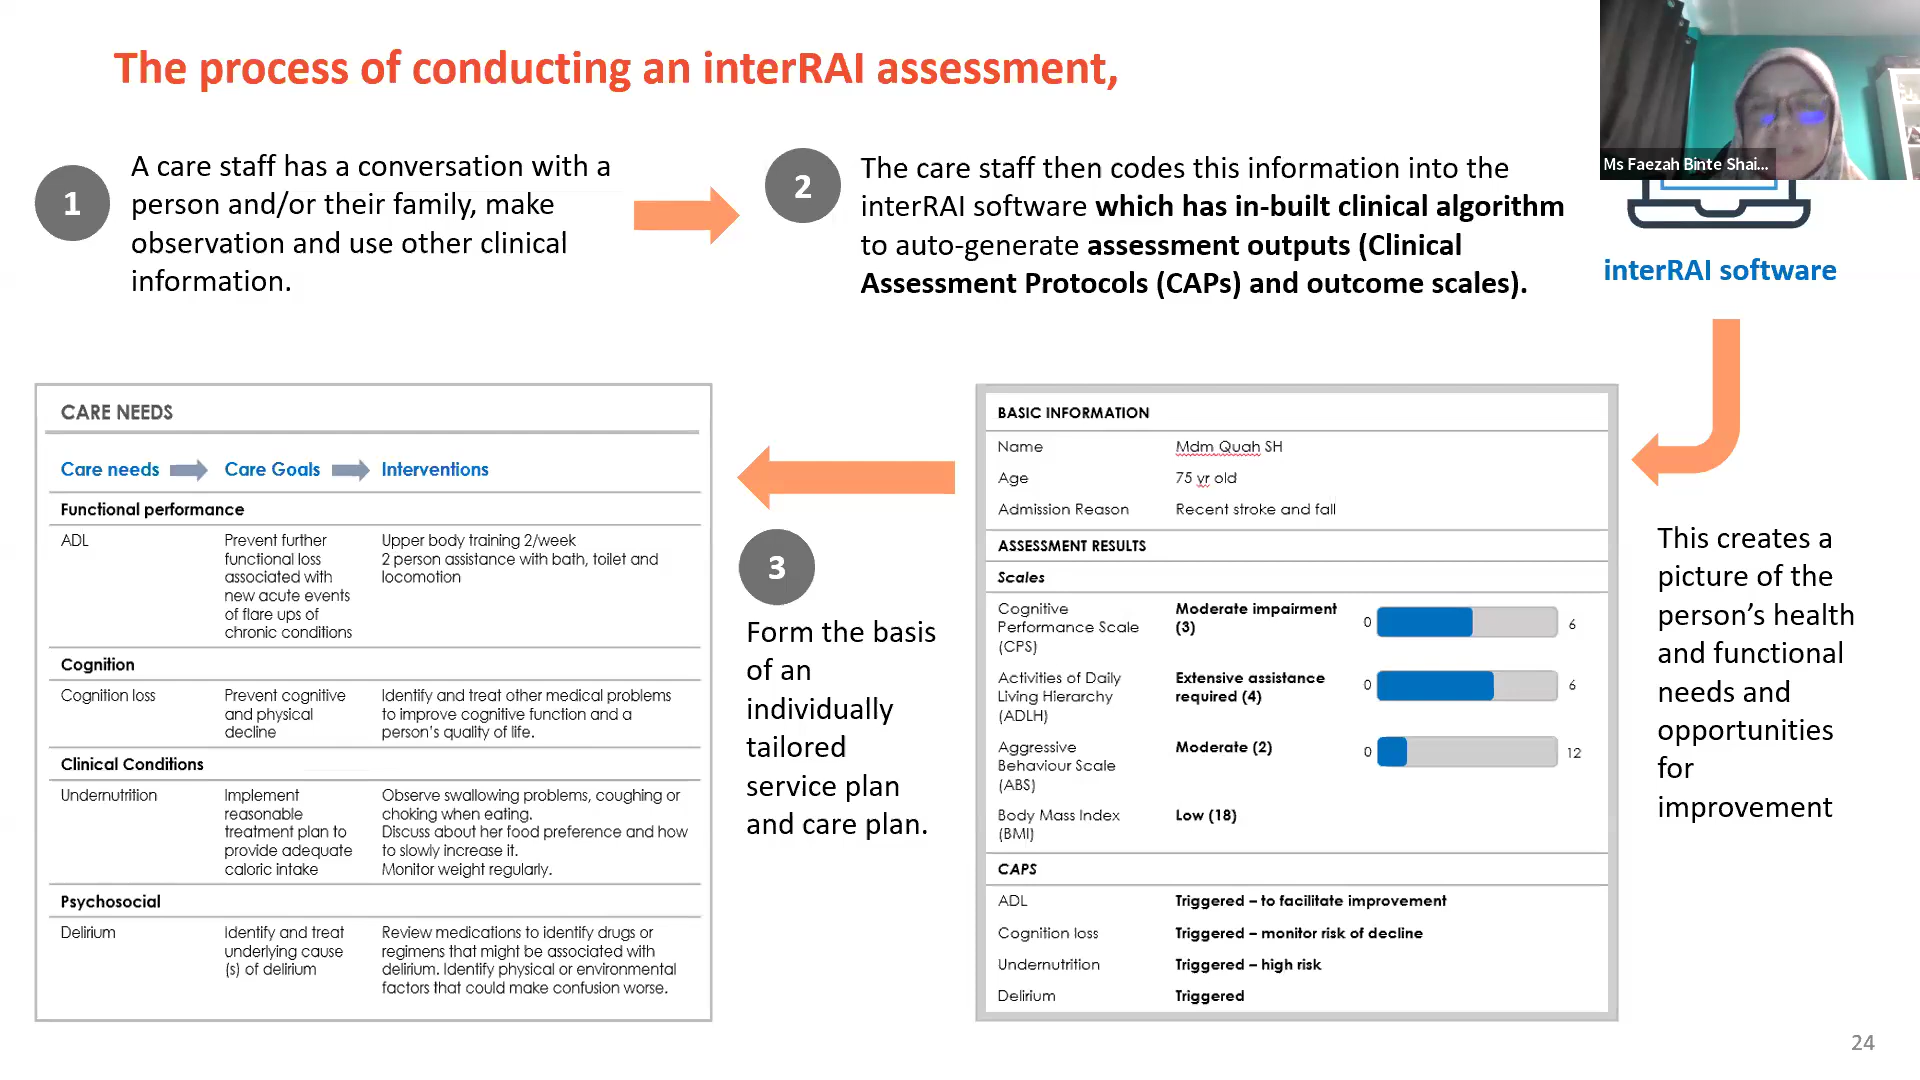 The process of conducting an interRAI assessment,
Ms Faezah Binte Shai...
1
A care staff has a conversation with a
person and/or their family, make
observation and use other clinical
information.
2
The care staff then codes this information into the
interRAI software which has in-built clinical algorithm
to auto-generate assessment outputs (Clinical
Assessment Protocols (CAPs) and outcome scales).
interRAI software
This creates a
picture of the
person's health
and functional
needs and
opportunities
for
improvement
BASIC INFORMATION
Name Mdm Quah SH
Age 75 yr old
Admission Reason Recent stroke and fall
ASSESSMENT RESULTS
Scales
Cognitive
Performance Scale
(CPS)
Moderate impairment
(3)
0 6
Activities of Daily
Living Hierarchy
(ADLH)
Extensive assistance
required (4)
0 6
Aggressive
Behaviour Scale
(ABS)
Moderate (2)
0 12
Body Mass Index
(BMI)
Low (18)
CAPS
ADL Triggered – to facilitate improvement
Cognition loss Triggered – monitor risk of decline
Undernutrition Triggered – high risk
Delirium Triggered
3
Form the basis
of an
individually
tailored
service plan
and care plan.
CARE NEEDS
Care needs Care Goals Interventions
Functional performance
ADL
Prevent further
functional loss
associated with
new acute events
of flare ups of
chronic conditions
Upper body training 2/week
2 person assistance with bath, toilet and
locomotion
Cognition
Cognition loss
Prevent cognitive
and physical
decline
Identify and treat other medical problems
to improve cognitive function and a
person's quality of life.
Clinical Conditions
Undernutrition
Implement
reasonable
treatment plan to
provide adequate
caloric intake
Observe swallowing problems, coughing or
choking when eating.
Discuss about her food preference and how
to slowly increase it.
Monitor weight regularly.
Psychosocial
Delirium
Identify and treat
underlying cause
(s) of delirium
Review medications to identify drugs or
regimens that might be associated with
delirium. Identify physical or environmental
factors that could make confusion worse.
24